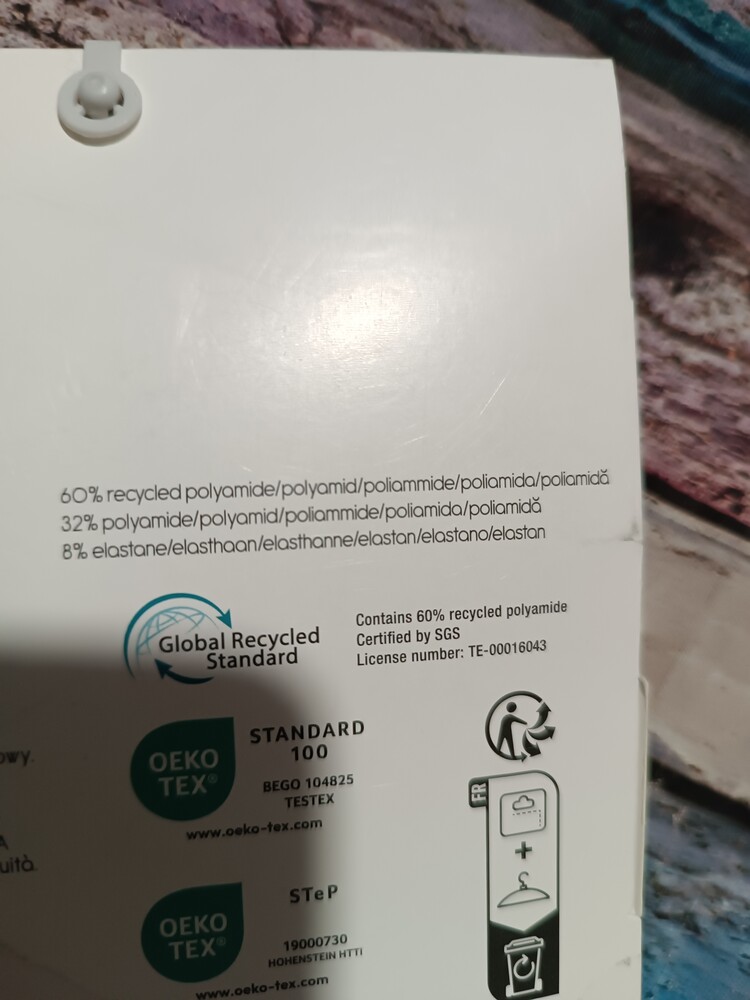 60% recycled polyamide/polyamid/poliammide/poliamida/poliamidă
32% polyamide/polyamid/poliammide/poliamida/poliamidă
8% elastane/elasthaan/elasthanne/elastan/elastano/elastan
Global Recycled
Standard
Contains 60% recycled polyamide
Certified by SGS
License number: TE-00016043
owy.
OEKO
TEX®
STANDARD
100
BEGO 104825
TESTEX
www.oeko-tex.com
FR
A
uità.
OEKO
TEX®
STeP
19000730
HOHENSTEIN HTTI
www.oeko-tex.com